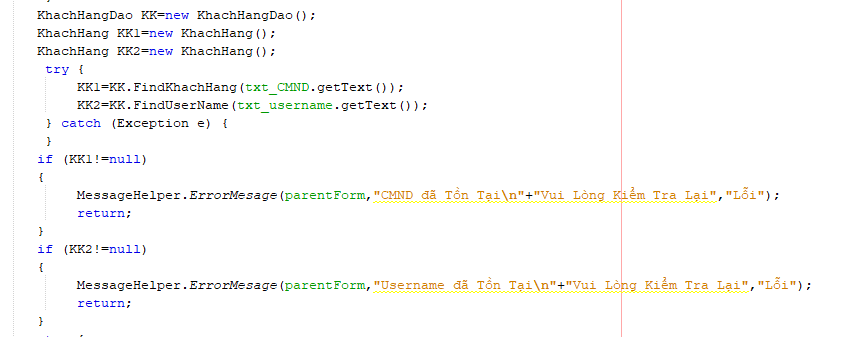 KhachHangDao KK=new KhachHangDao();
KhachHang KK1=new KhachHang();
KhachHang KK2=new KhachHang();
try {
KK1=KK.FindKhachHang(txt_CMND.getText());
KK2=KK.FindUserName(txt_username.getText());
} catch (Exception e) {
}
if (KK1!=null)
{
MessageHelper.ErrorMesage(parentForm,"CMND đã Tồn Tại\n"+"Vui Lòng Kiểm Tra Lại","Lỗi");
return;
}
if (KK2!=null)
{
MessageHelper.ErrorMesage(parentForm,"Username đã Tồn Tại\n"+"Vui Lòng Kiểm Tra Lại","Lỗi");
return;
}